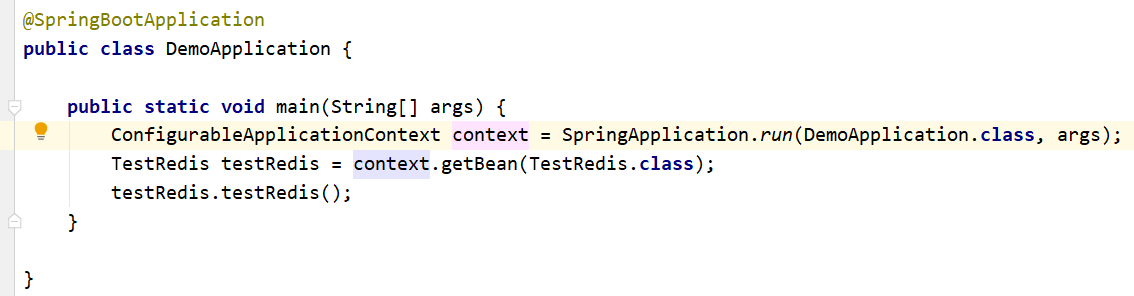 @SpringBootApplication
public class DemoApplication {
public static void main(String[] args) {
ConfigurableApplicationContext context = SpringApplication.run(DemoApplication.class, args);
TestRedis testRedis = context.getBean(TestRedis.class);
testRedis.testRedis();
}
}